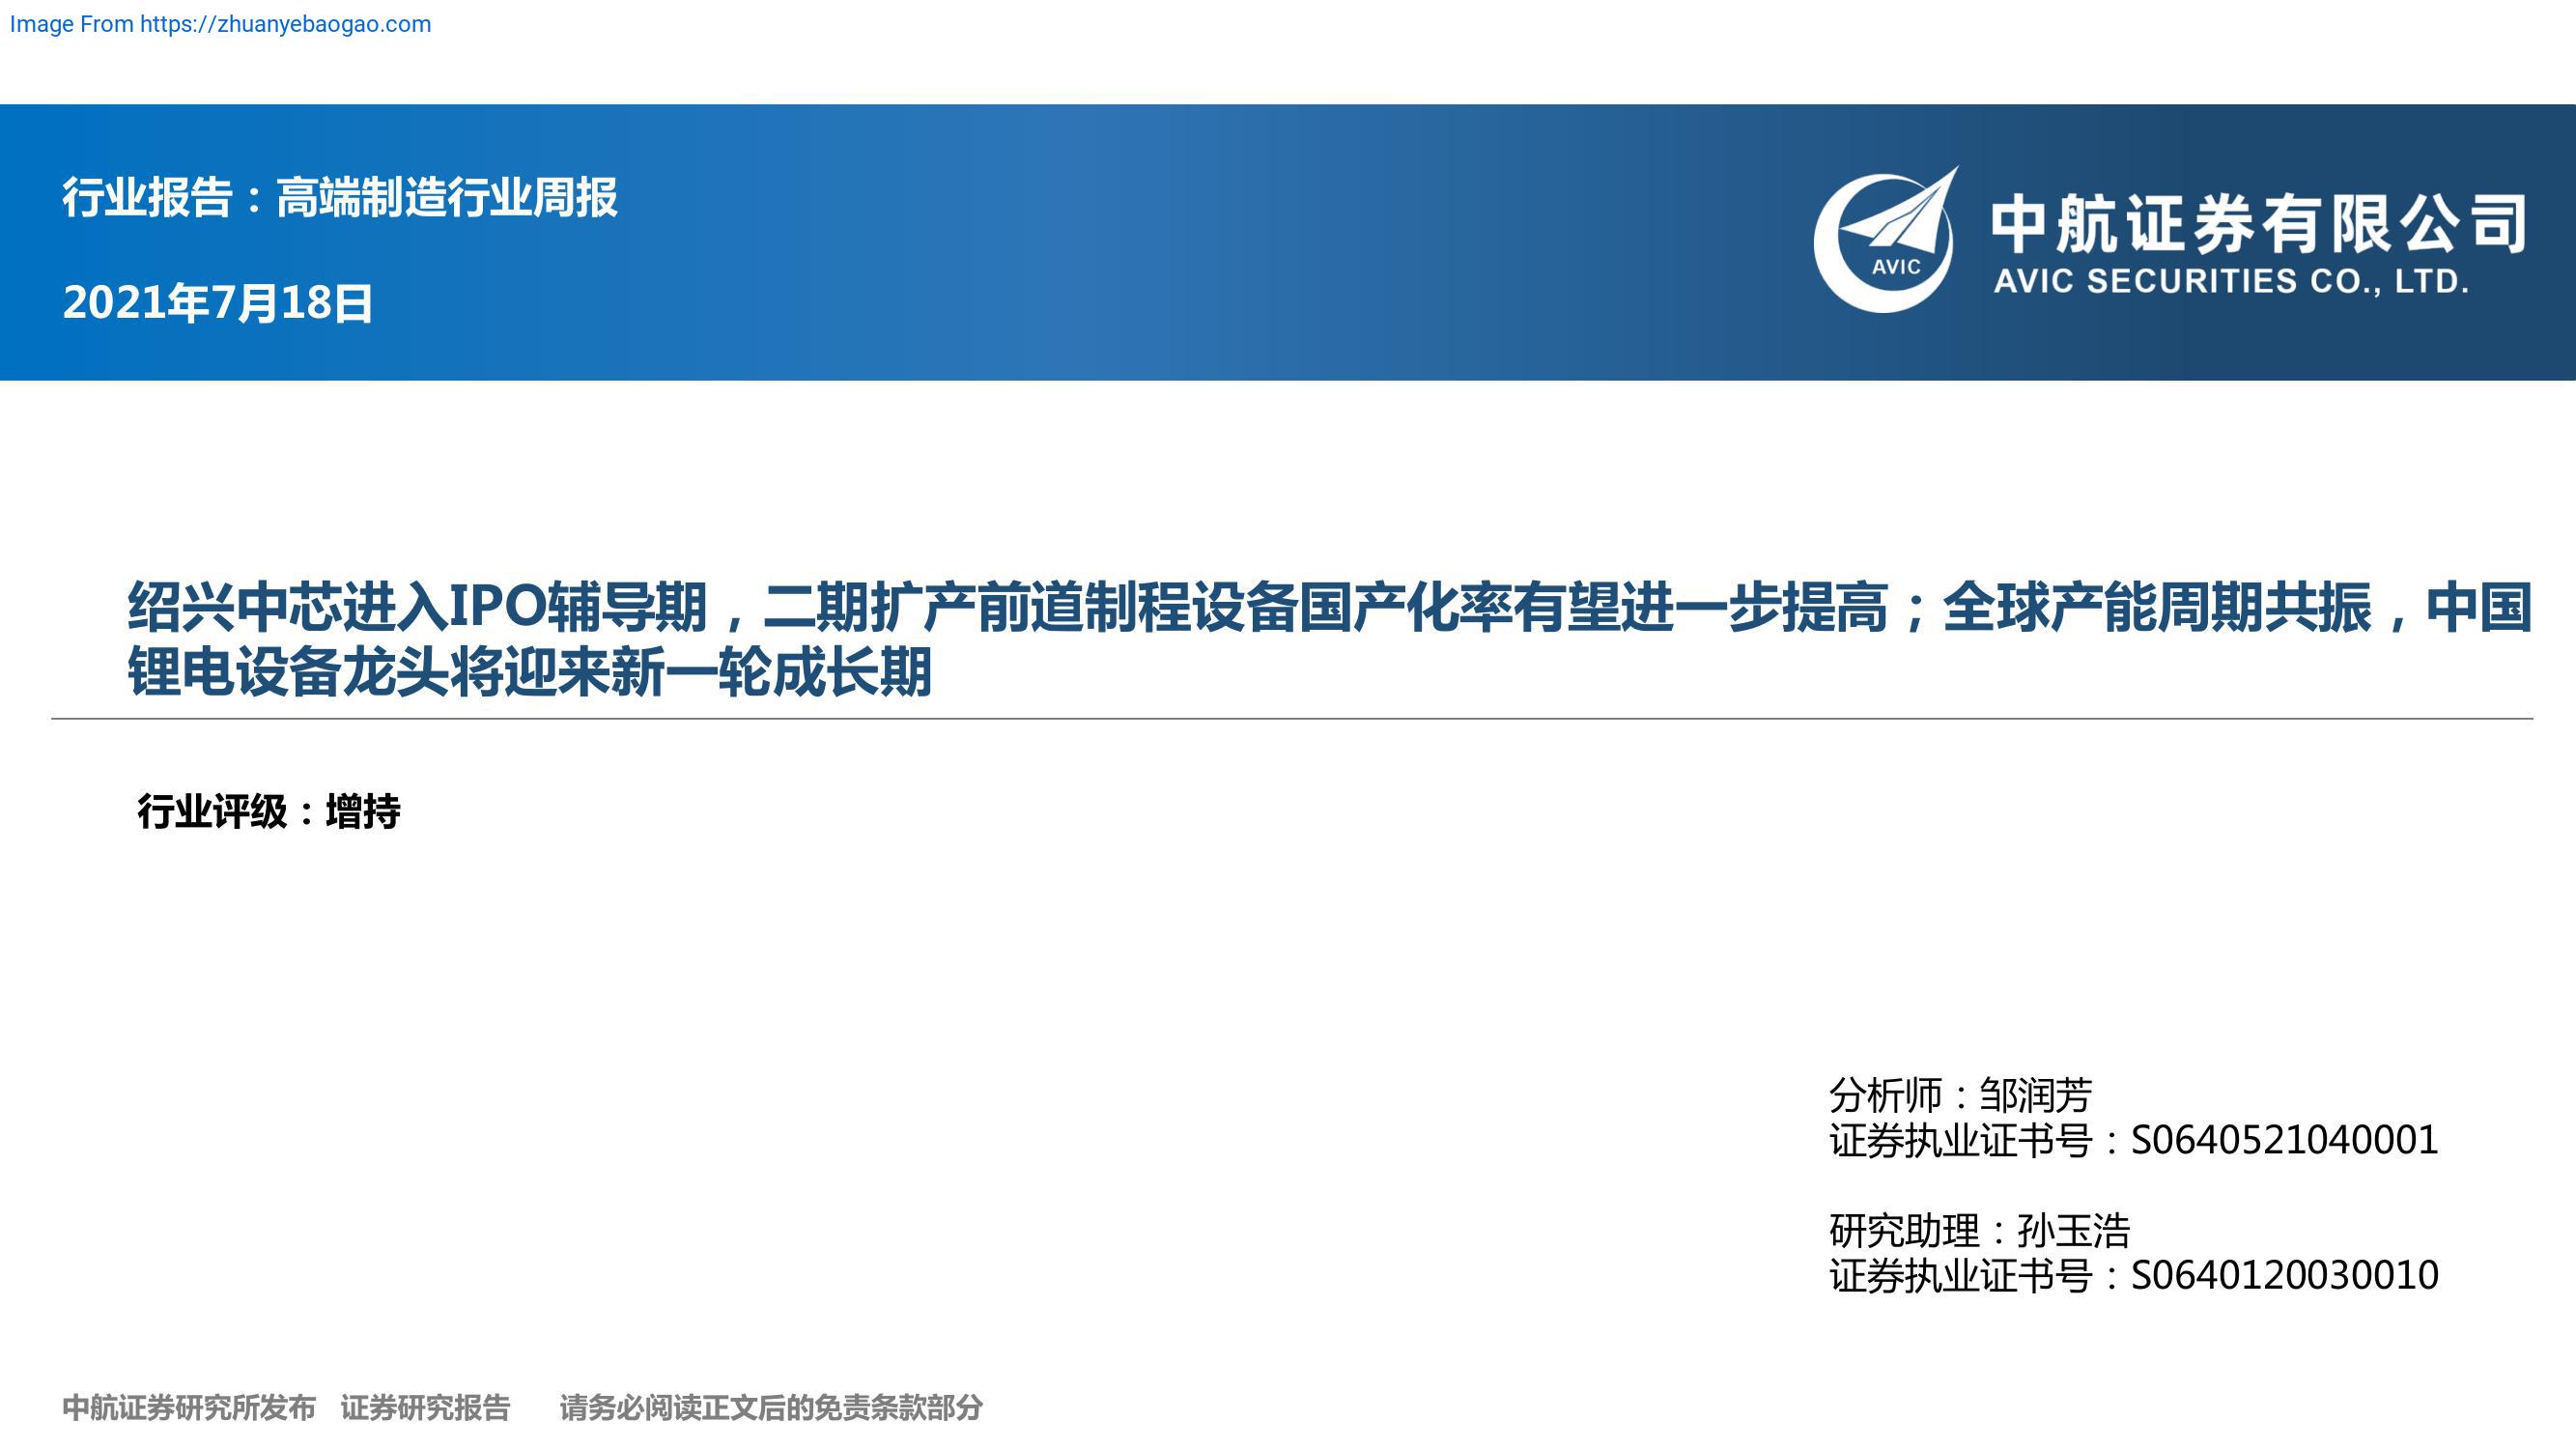 Image From https://zhuanyebaogao.com
行业报告：高端制造行业周报
2021年7月18日
AVIC
中航证券有限公司
AVIC SECURITIES CO., LTD.
绍兴中芯进入IPO辅导期，二期扩产前道制程设备国产化率有望进一步提高；全球产能周期共振，中国
锂电设备龙头将迎来新一轮成长期
行业评级：增持
分析师：邹润芳
证券执业证书号：S0640521040001
研究助理：孙玉浩
证券执业证书号：S0640120030010
中航证券研究所发布 证券研究报告 请务必阅读正文后的免责条款部分